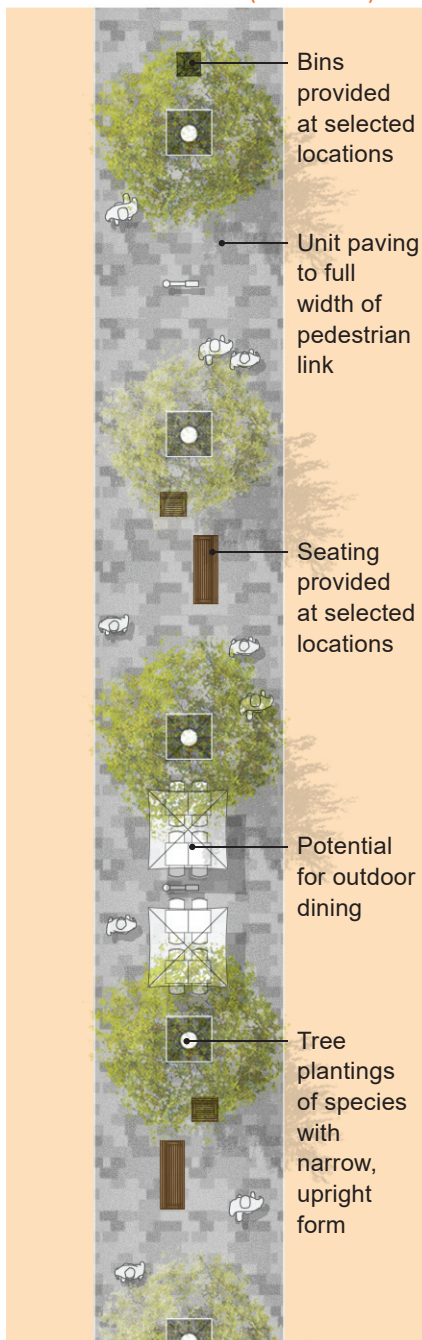 Bins
provided
at selected
locations
Unit paving
to full
width of
pedestrian
link
Seating
provided
at selected
locations
Potential
for outdoor
dining
Tree
plantings
of species
with
narrow,
upright
form